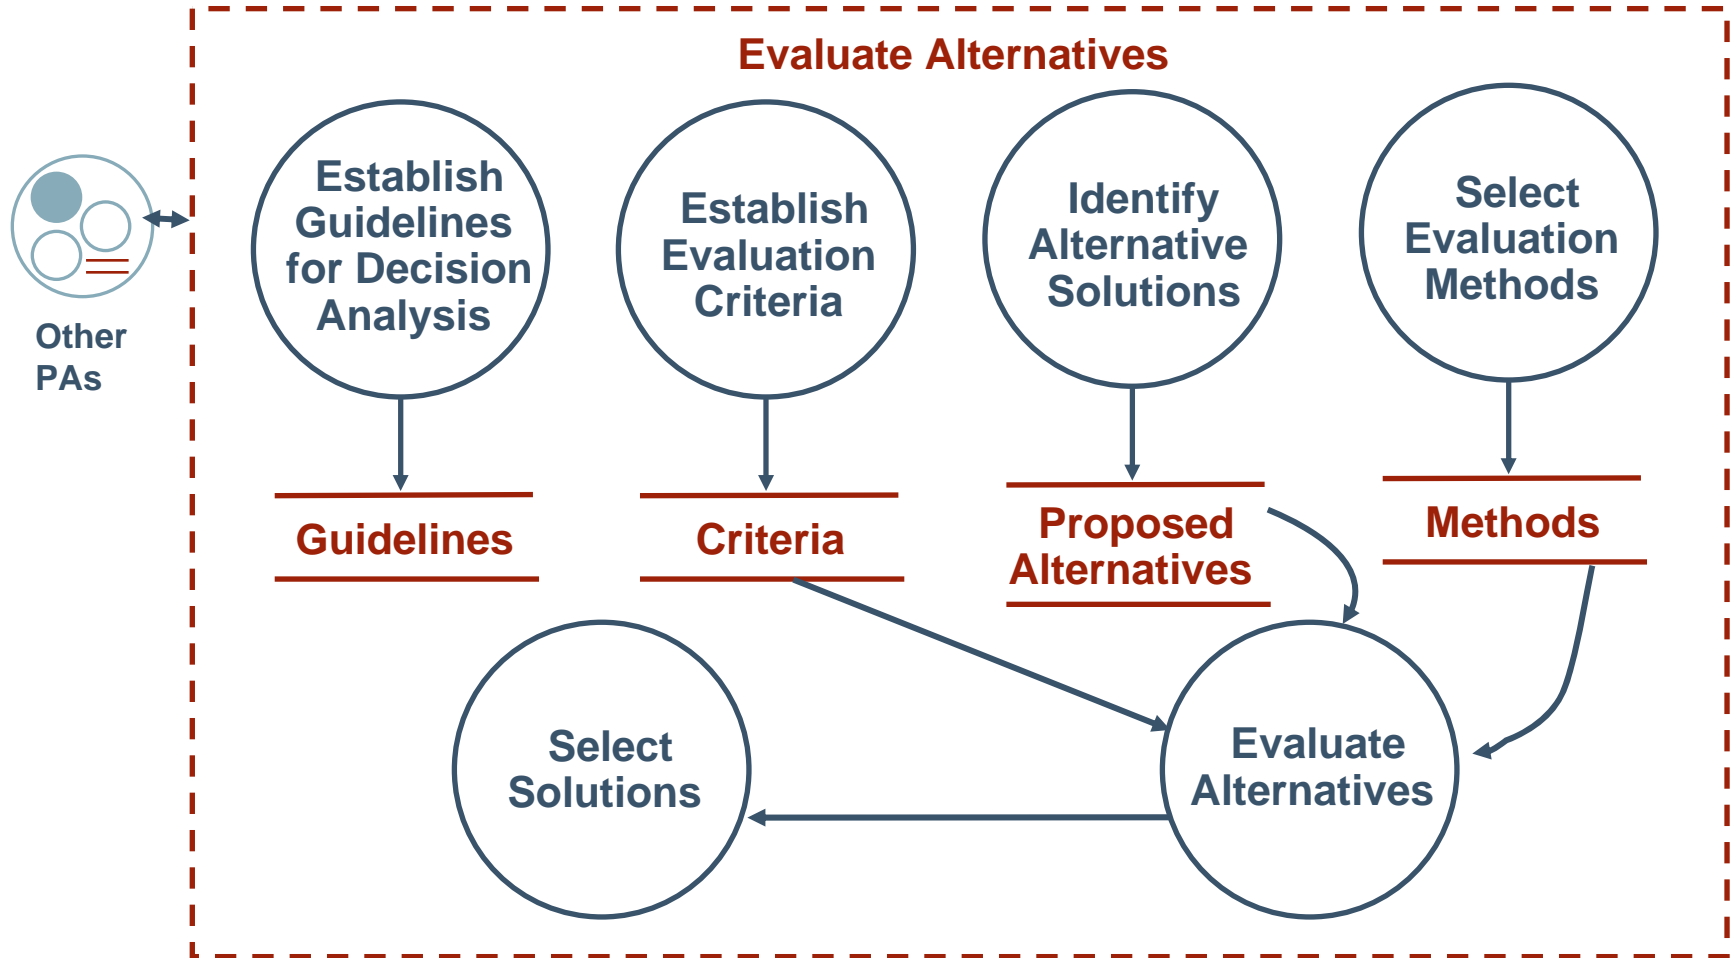 Evaluate Alternatives
Establish
Guidelines
for Decision
Analysis
Establish
Evaluation
Criteria
Identify
Alternative
Solutions
Select
Evaluation
Methods
Other
PAs
Guidelines
Criteria
Proposed
Alternatives
Methods
Select
Solutions
Evaluate
Alternatives